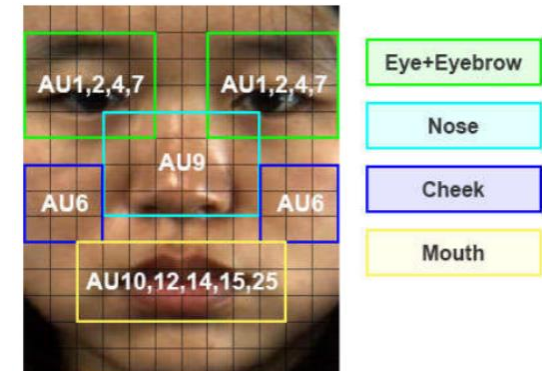 AU1,2,4,7 AU1,2,4,7
AU9
AU6 AU6
AU10,12,14,15,25
Eye+Eyebrow
Nose
Cheek
Mouth